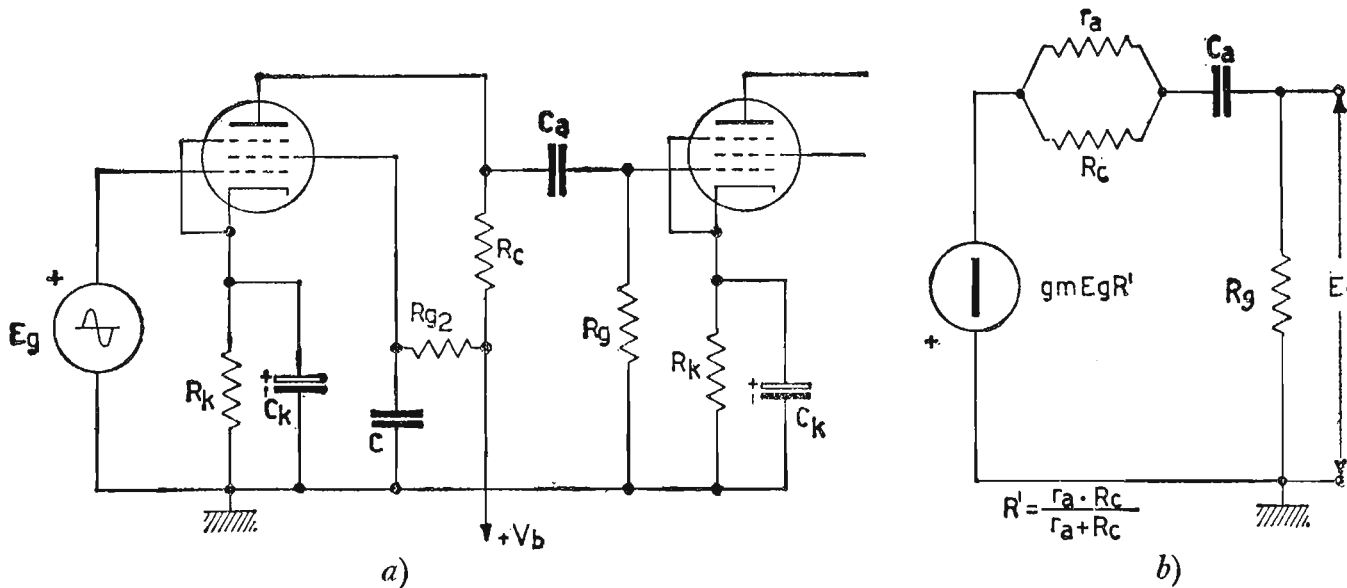 Eg
+
Rk
+
Ck
C
Rg2
Rc
Ca
Rg
+Vb
Rk
+
Ck
a)
ra
Ca
Rc
gmEgR'
+
Rg
E
R' = ra · Rc
ra + Rc
b)